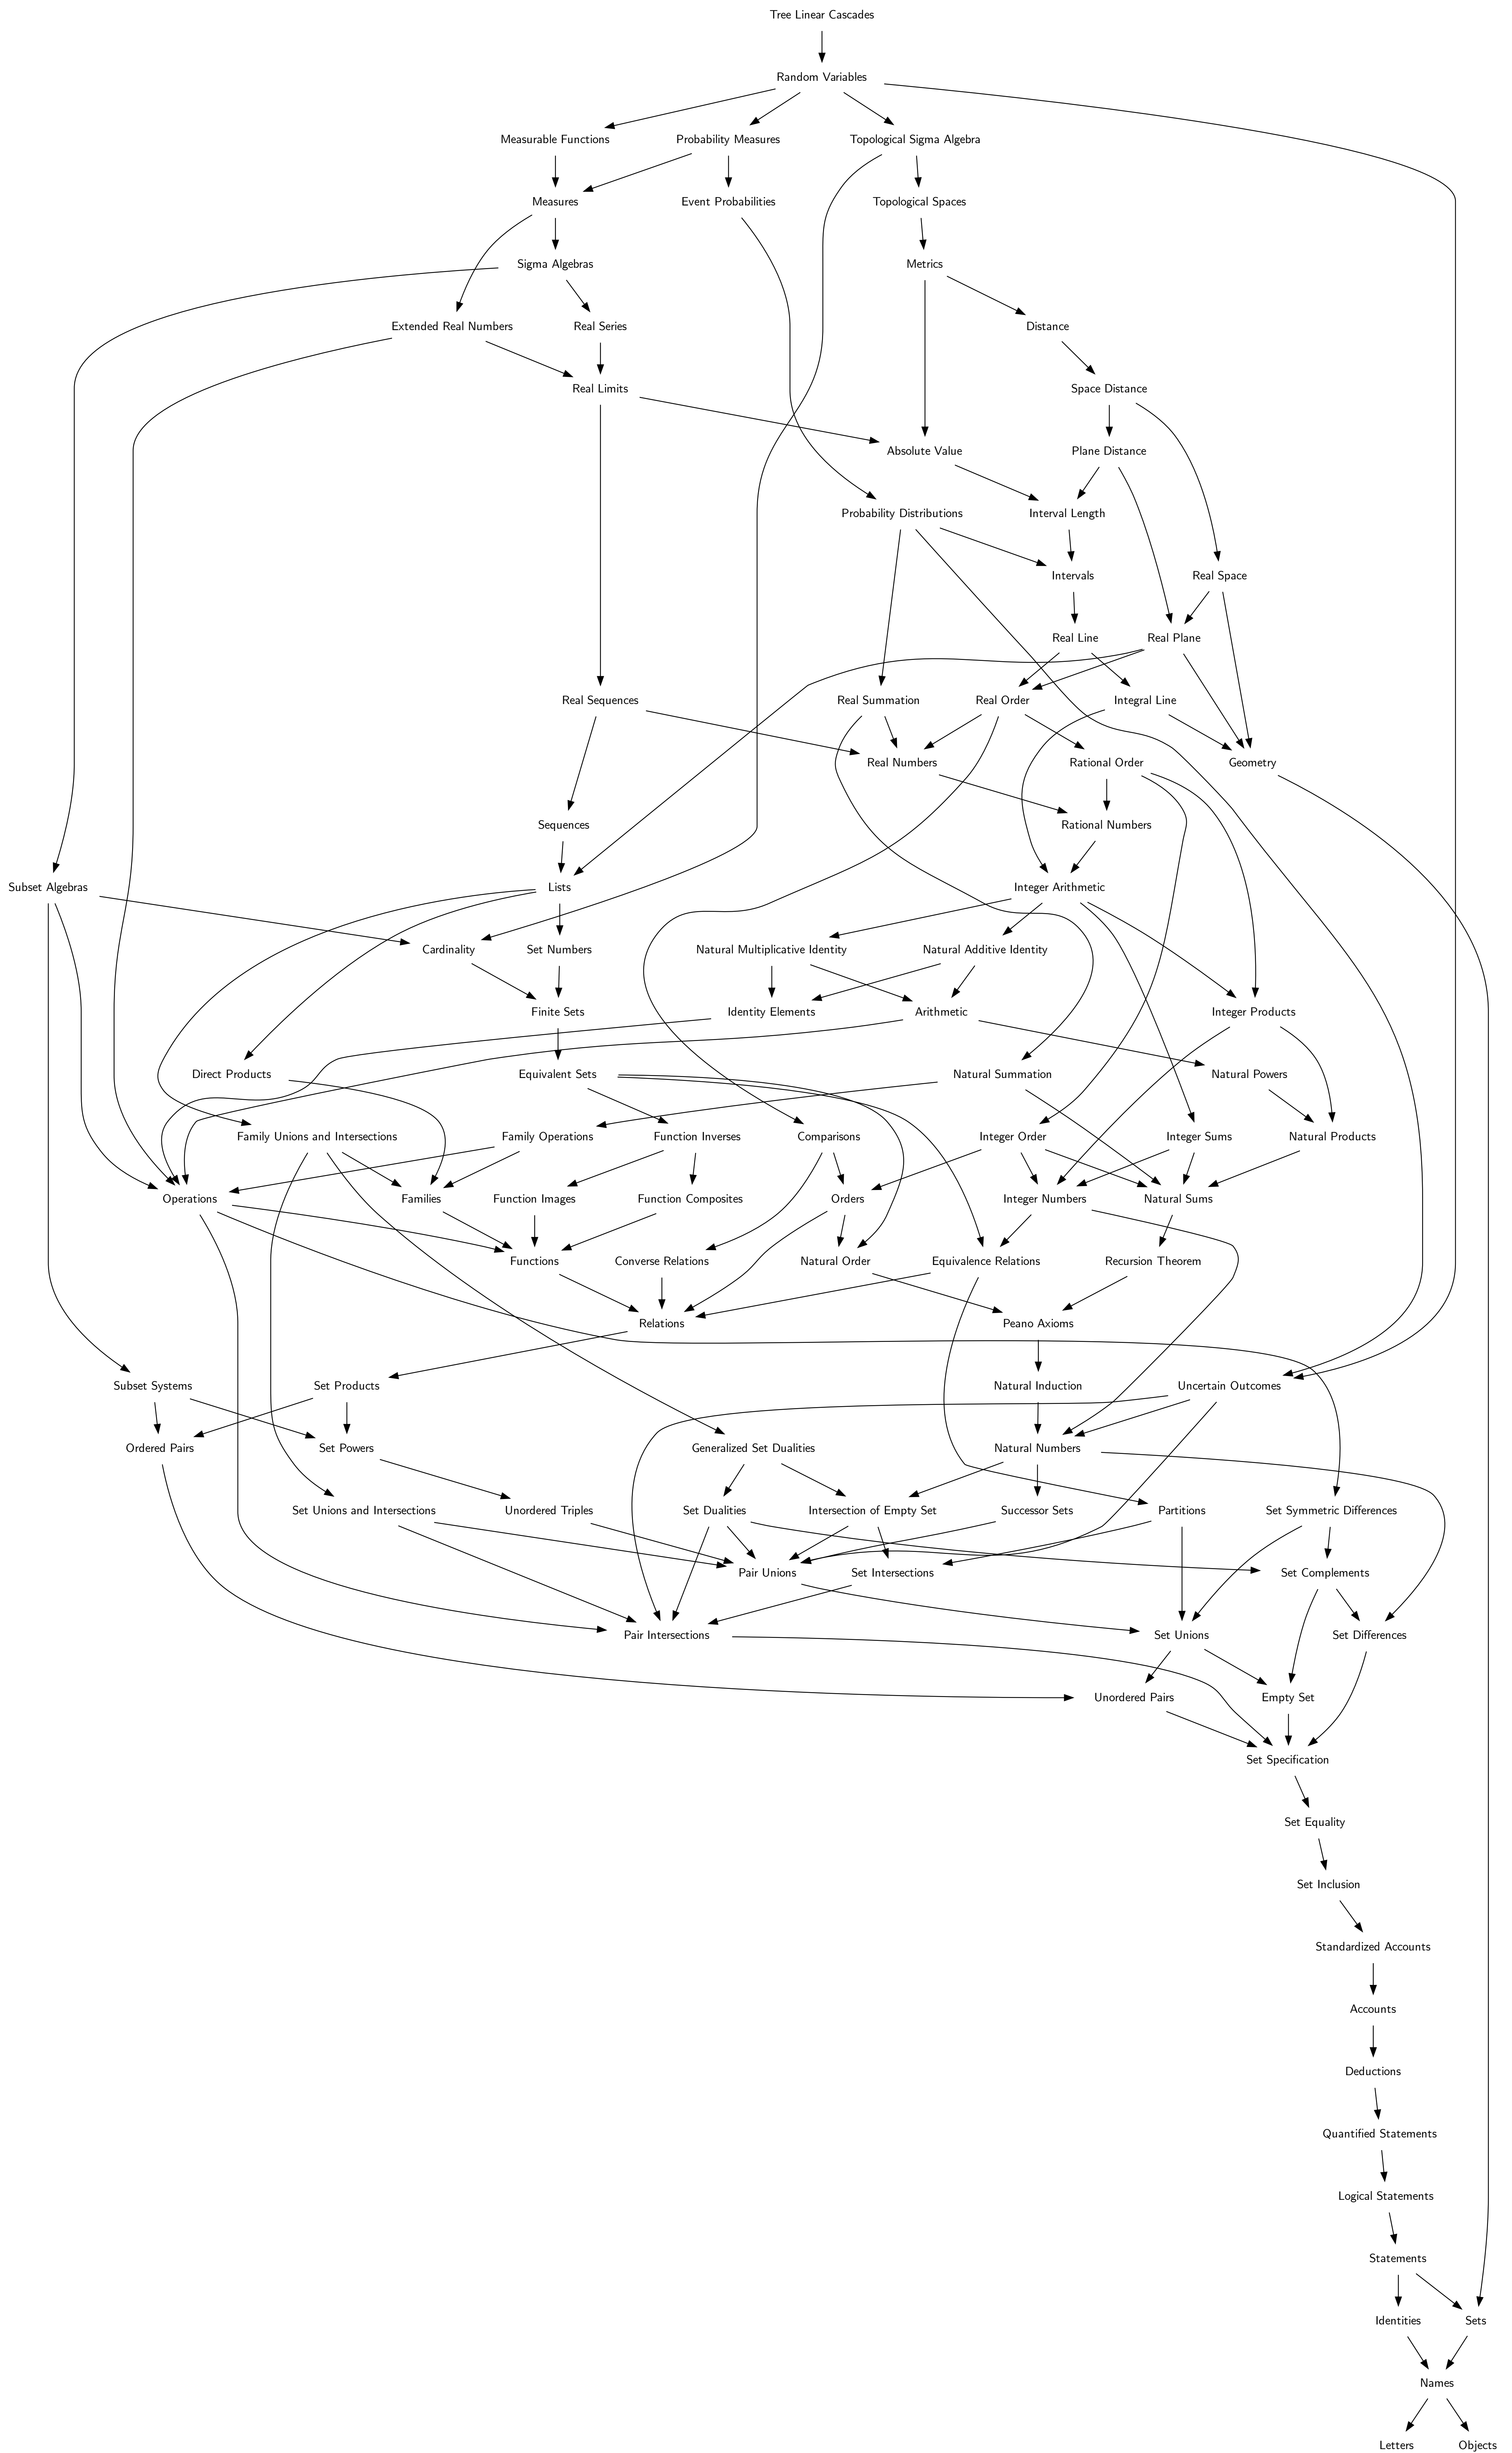 Tree Linear Cascades
Random Variables
Measurable Functions
Probability Measures
Topological Sigma Algebra
Measures
Event Probabilities
Topological Spaces
Sigma Algebras
Metrics
Extended Real Numbers
Real Series
Distance
Real Limits
Space Distance
Absolute Value
Plane Distance
Probability Distributions
Interval Length
Intervals
Real Space
Real Line
Real Plane
Real Sequences
Real Summation
Real Order
Integral Line
Real Numbers
Rational Order
Geometry
Sequences
Rational Numbers
Subset Algebras
Lists
Integer Arithmetic
Cardinality
Set Numbers
Natural Multiplicative Identity
Natural Additive Identity
Finite Sets
Identity Elements
Arithmetic
Integer Products
Direct Products
Equivalent Sets
Natural Summation
Natural Powers
Family Unions and Intersections
Family Operations
Function Inverses
Comparisons
Integer Order
Integer Sums
Natural Products
Operations
Families
Function Images
Function Composites
Orders
Integer Numbers
Natural Sums
Functions
Converse Relations
Natural Order
Equivalence Relations
Recursion Theorem
Relations
Peano Axioms
Subset Systems
Set Products
Natural Induction
Uncertain Outcomes
Ordered Pairs
Set Powers
Generalized Set Dualities
Natural Numbers
Set Unions and Intersections
Unordered Triples
Set Dualities
Intersection of Empty Set
Successor Sets
Partitions
Set Symmetric Differences
Pair Unions
Set Intersections
Set Complements
Pair Intersections
Set Unions
Set Differences
Unordered Pairs
Empty Set
Set Specification
Set Equality
Set Inclusion
Standardized Accounts
Accounts
Deductions
Quantified Statements
Logical Statements
Statements
Identities
Sets
Names
Letters
Objects